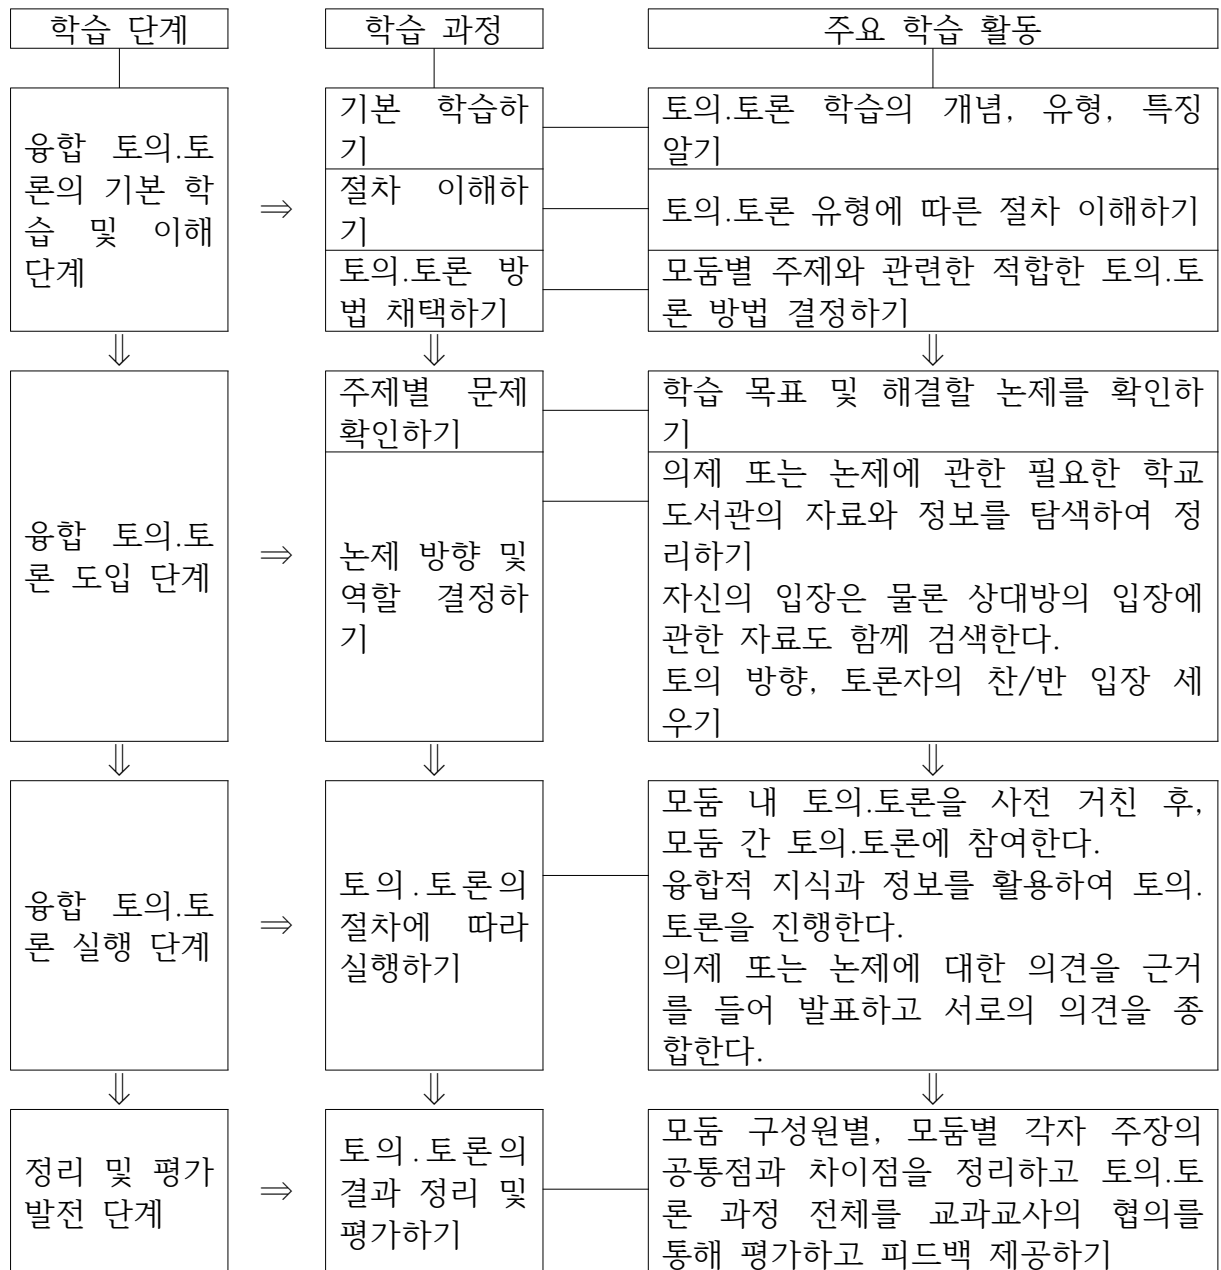 학습 단계
학습 과정
주요 학습 활동
융합 토의.토
론의 기본 학
습 및 이해
단계
⇒
기본 학습하
기
토의.토론 학습의 개념, 유형, 특징
알기
절차 이해하
기
토의.토론 유형에 따른 절차 이해하기
토의.토론 방
법 채택하기
모둠별 주제와 관련한 적합한 토의.토
론 방법 결정하기
⇓ ⇓ ⇓
융합 토의.토
론 도입 단계
⇒
주제별 문제
확인하기
학습 목표 및 해결할 논제를 확인하
기
논제 방향 및
역할 결정하
기
의제 또는 논제에 관한 필요한 학교
도서관의 자료와 정보를 탐색하여 정
리하기
자신의 입장은 물론 상대방의 입장에
관한 자료도 함께 검색한다.
토의 방향, 토론자의 찬/반 입장 세
우기
⇓ ⇓ ⇓
융합 토의.토
론 실행 단계
⇒
토의.토론의
절차에 따라
실행하기
모둠 내 토의.토론을 사전 거친 후,
모둠 간 토의.토론에 참여한다.
융합적 지식과 정보를 활용하여 토의.
토론을 진행한다.
의제 또는 논제에 대한 의견을 근거
를 들어 발표하고 서로의 의견을 종
합한다.
⇓ ⇓ ⇓
정리 및 평가
발전 단계
⇒
토의.토론의
결과 정리 및
평가하기
모둠 구성원별, 모둠별 각자 주장의
공통점과 차이점을 정리하고 토의.토
론 과정 전체를 교과교사의 협의를
통해 평가하고 피드백 제공하기